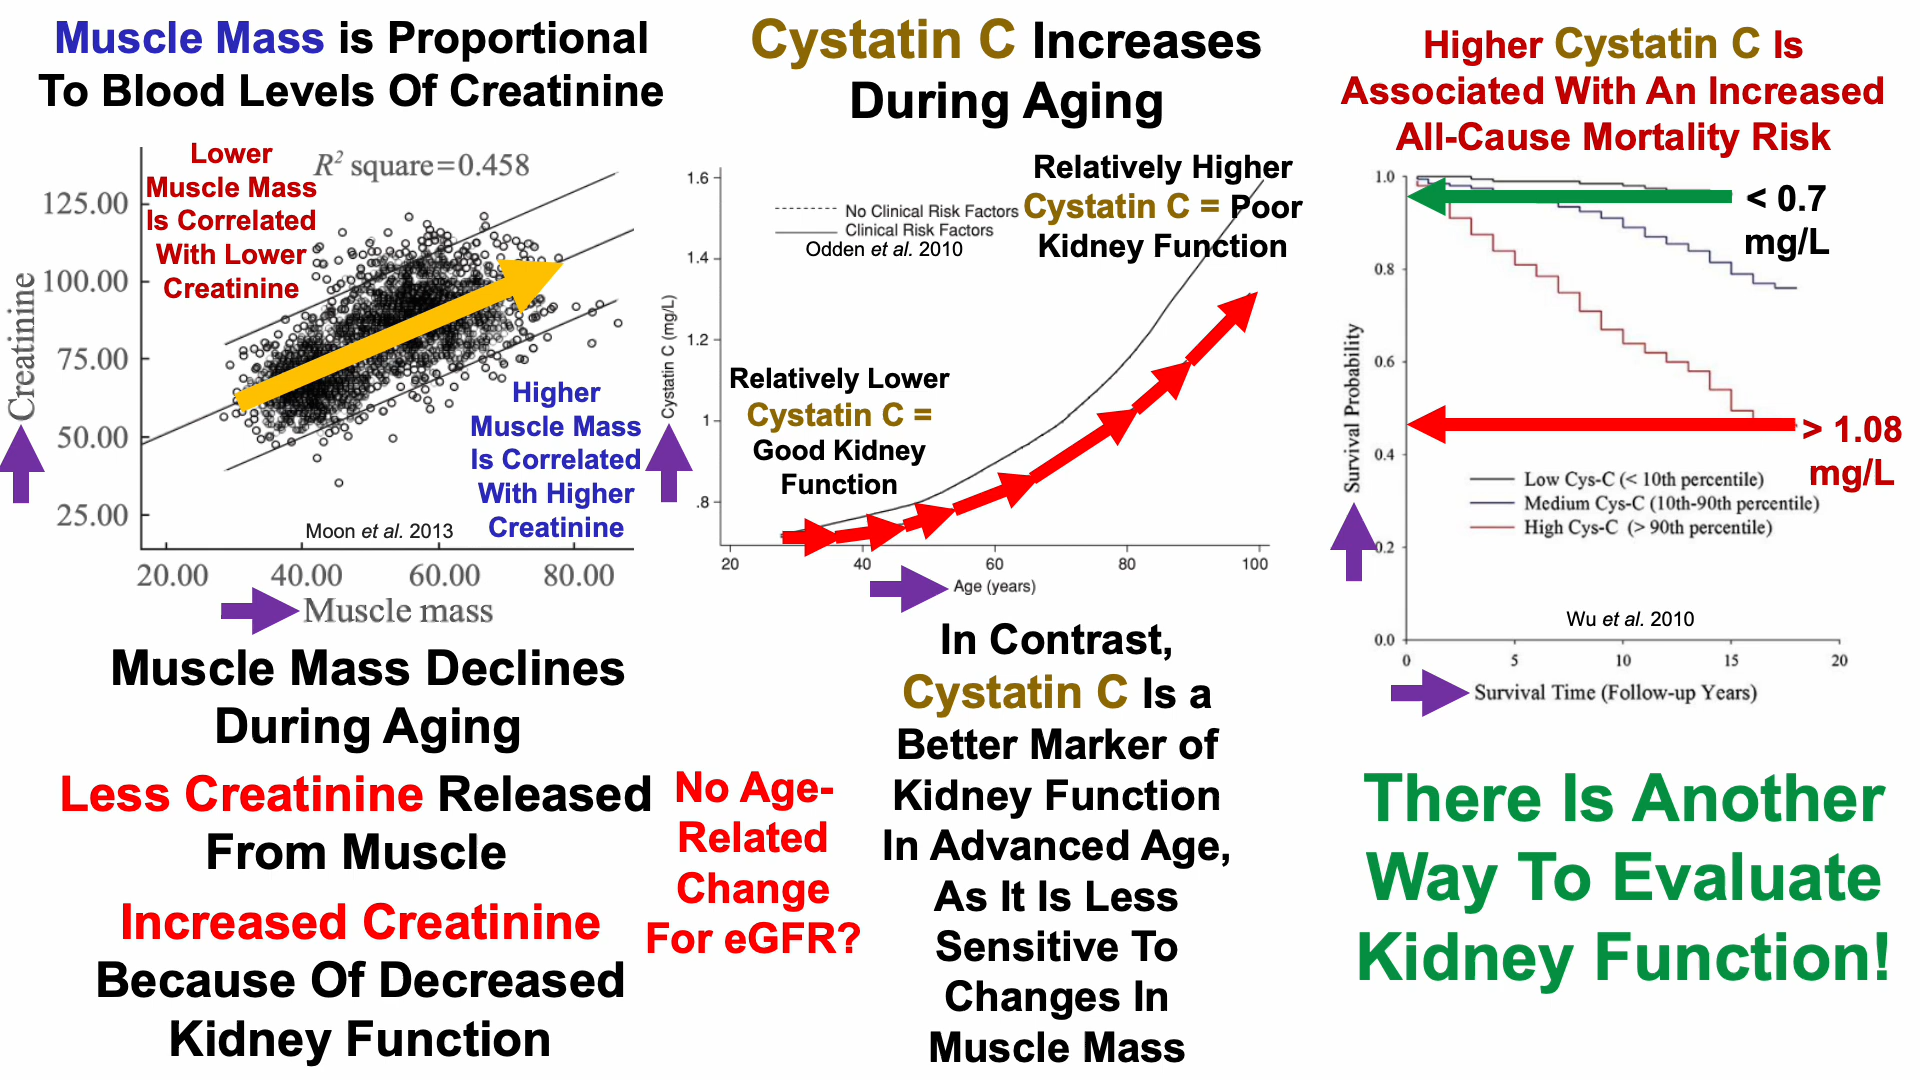 Muscle Mass is Proportional
To Blood Levels Of Creatinine
Lower
Muscle Mass
Is Correlated
With Lower
Creatinine
R² square=0.458
125.00
100.00
75.00
50.00
25.00
Creatinine
Higher
Muscle Mass
Is Correlated
With Higher
Creatinine
Moon et al. 2013
20.00
40.00
60.00
80.00
Muscle mass
Muscle Mass Declines
During Aging
Less Creatinine Released
From Muscle
Increased Creatinine
Because Of Decreased
Kidney Function
No Age-
Related
Change
For eGFR?
Cystatin C Increases
During Aging
1.6
1.4
1.2
1
.8
Cystatin C (mg/L)
No Clinical Risk Factors
Clinical Risk Factors
Odden et al. 2010
Relatively Higher
Cystatin C = Poor
Kidney Function
Relatively Lower
Cystatin C =
Good Kidney
Function
20
40
60
80
100
Age (years)
In Contrast,
Cystatin C Is a
Better Marker of
Kidney Function
In Advanced Age,
As It Is Less
Sensitive To
Changes In
Muscle Mass
Higher Cystatin C Is
Associated With An Increased
All-Cause Mortality Risk
1.0
0.8
0.6
0.4
0.2
0.0
Survival Probability
< 0.7
mg/L
> 1.08
mg/L
Low Cys-C (< 10th percentile)
Medium Cys-C (10th-90th percentile)
High Cys-C (> 90th percentile)
Wu et al. 2010
0
5
10
15
20
Survival Time (Follow-up Years)
There Is Another
Way To Evaluate
Kidney Function!